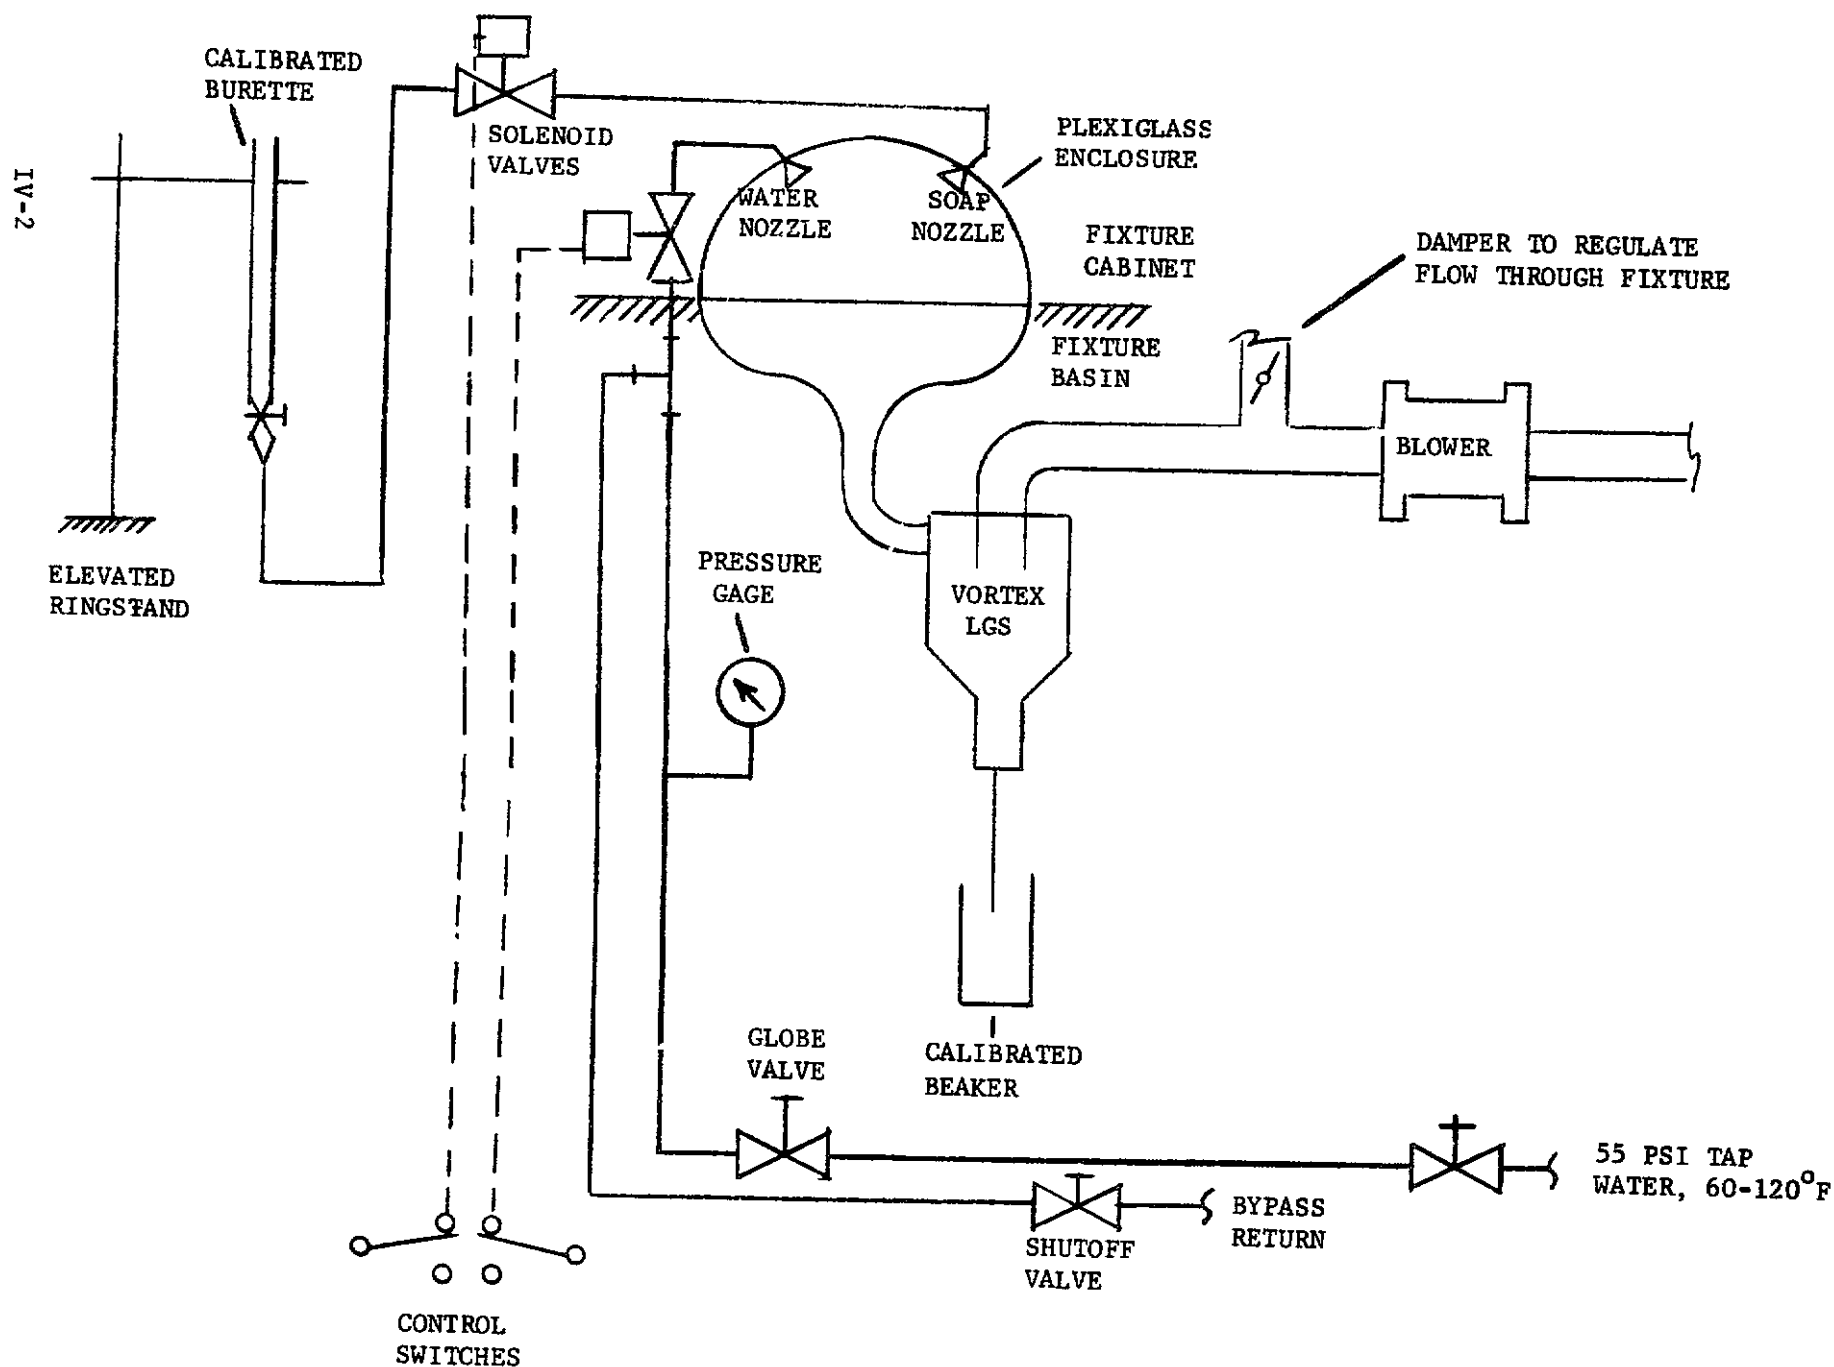 IV-2
CALIBRATED
BURETTE
SOLENOID
VALVES
PLEXIGLASS
ENCLOSURE
WATER
NOZZLE
SOAP
NOZZLE
FIXTURE
CABINET
DAMPER TO REGULATE
FLOW THROUGH FIXTURE
FIXTURE
BASIN
BLOWER
ELEVATED
RINGSTAND
PRESSURE
GAGE
VORTEX
LGS
GLOBE
VALVE
CALIBRATED
BEAKER
55 PSI TAP
WATER, 60-120°F
BYPASS
RETURN
SHUTOFF
VALVE
CONTROL
SWITCHES